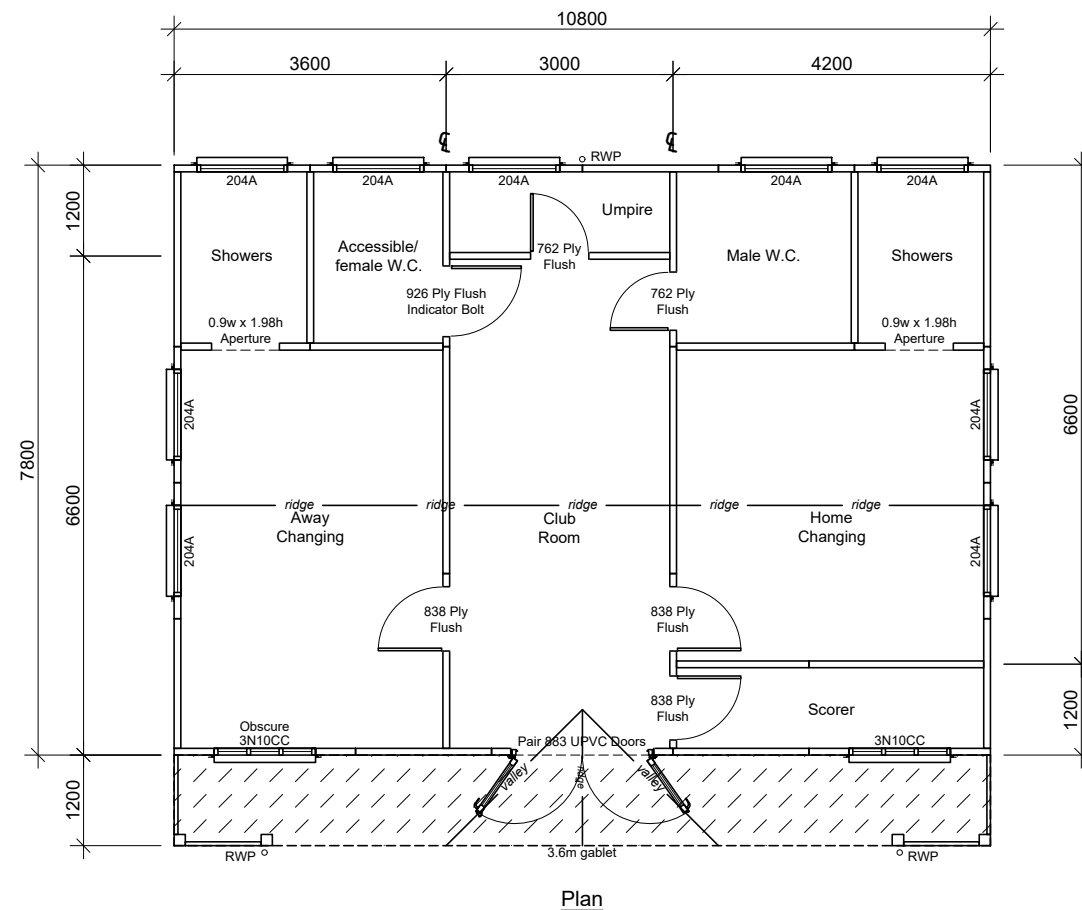 10800
3600
3000
4200
RWP
204A
204A
204A
204A
204A
1200
Umpire
Showers
Accessible/
female W.C.
762 Ply
Flush
Male W.C.
Showers
926 Ply Flush
Indicator Bolt
762 Ply
Flush
0.9w x 1.98h
Aperture
0.9w x 1.98h
Aperture
204A
204A
7800
6600
6600
ridge
ridge
ridge
ridge
ridge
Away
Changing
Club
Room
Home
Changing
204A
204A
838 Ply
Flush
838 Ply
Flush
838 Ply
Flush
Scorer
1200
Obscure
3N10CC
Pair 883 UPVC Doors
3N10CC
valley
ridge
valley
1200
RWP
3.6m gablet
RWP
Plan